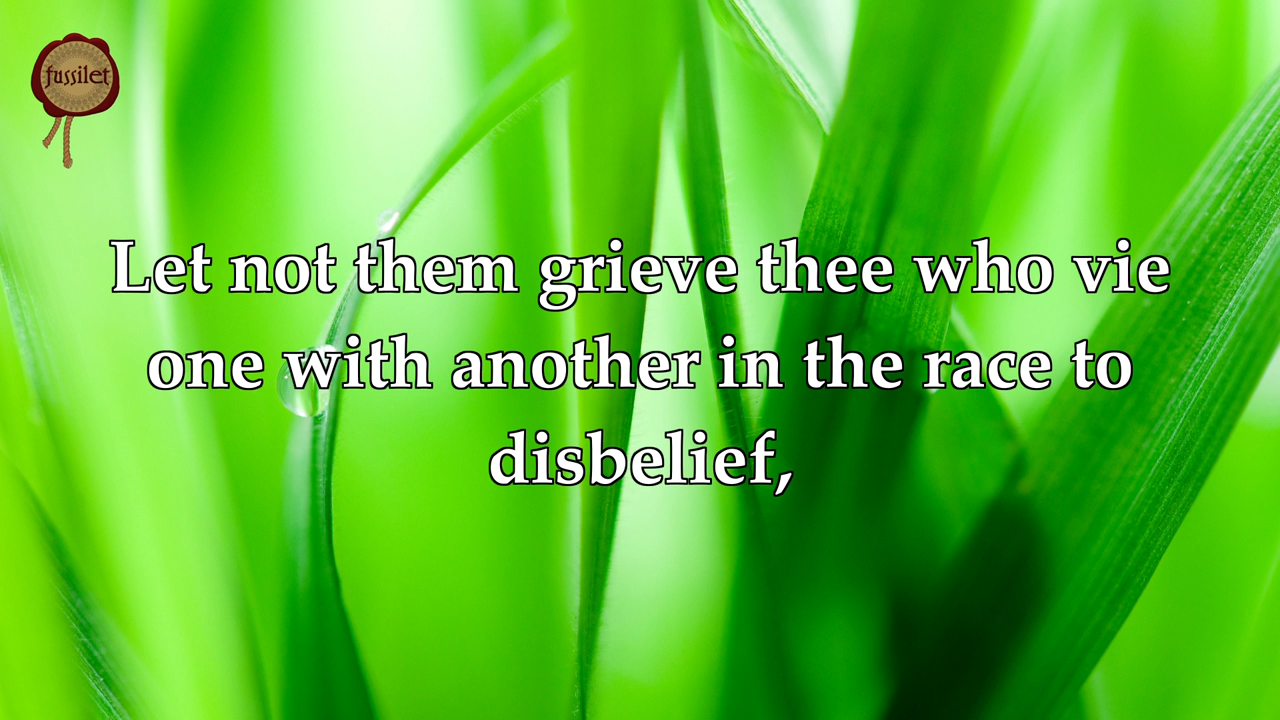 fussilet
Let not them grieve thee who vie
one with another in the race to
disbelief,